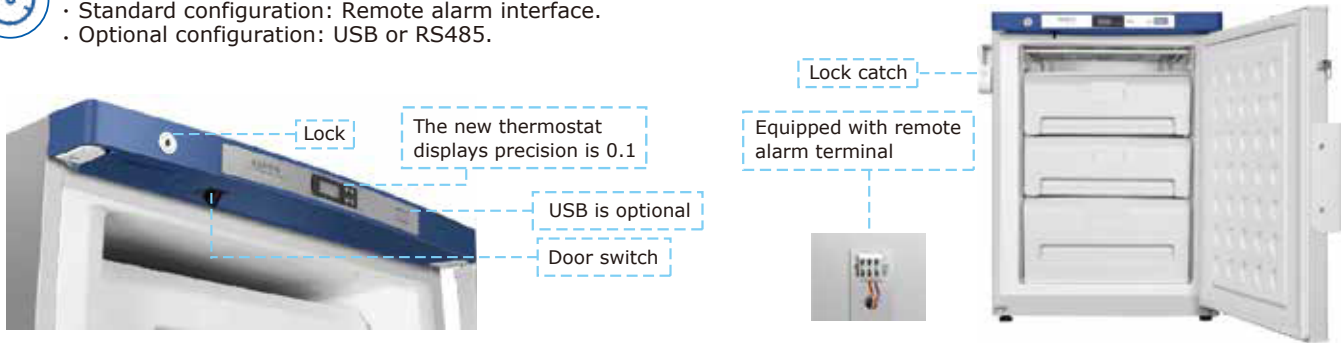 · Standard configuration: Remote alarm interface.
· Optional configuration: USB or RS485.
Lock
The new thermostat
displays precision is 0.1
USB is optional
Door switch
Lock catch
Equipped with remote
alarm terminal